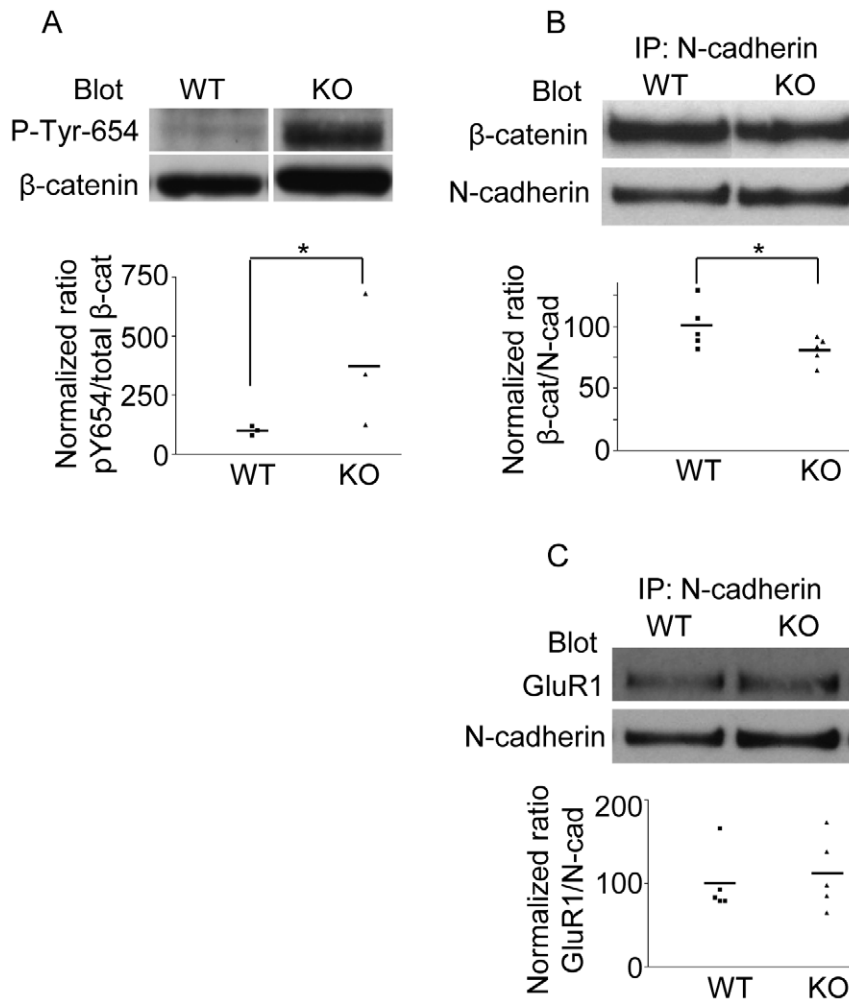 A
Blot WT KO
P-Tyr-654
β-catenin
*
Normalized ratio
pY654/total β-cat
750
500
250
0
WT KO
B
IP: N-cadherin
Blot WT KO
β-catenin
N-cadherin
*
Normalized ratio
β-cat/N-cad
100
50
0
WT KO
C
IP: N-cadherin
Blot WT KO
GluR1
N-cadherin
Normalized ratio
GluR1/N-cad
200
100
0
WT KO